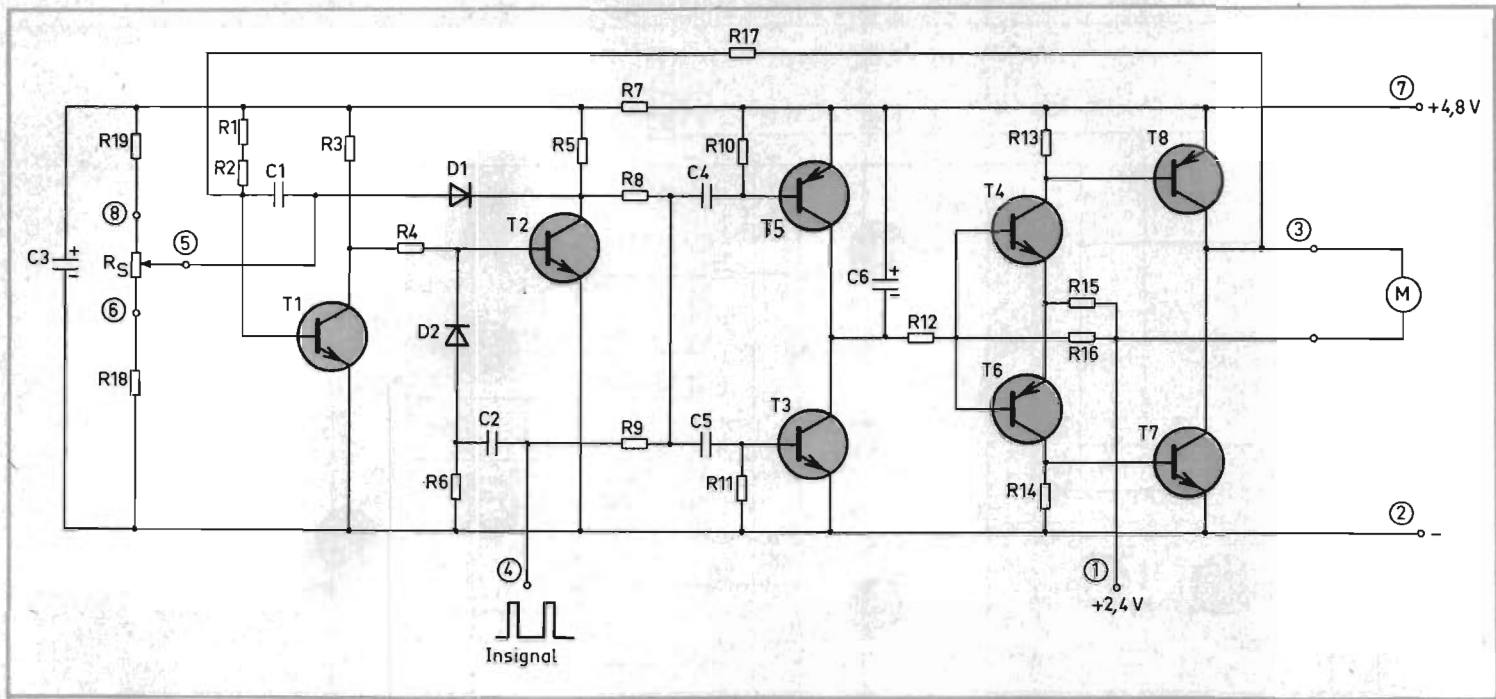 R17
R7
⑦
+4,8 V
R19
R1
R3
R5
R10
R13
T8
R2
C1
D1
R8
C4
T4
⑧
T2
T5
③
⑤
R4
C3
+
−
RS
C6
+
−
R15
M
⑥
T1
D2
R12
R16
R18
C2
R9
C5
T3
T6
T7
R6
R11
R14
②
−
④
①
+2,4 V
Insignal